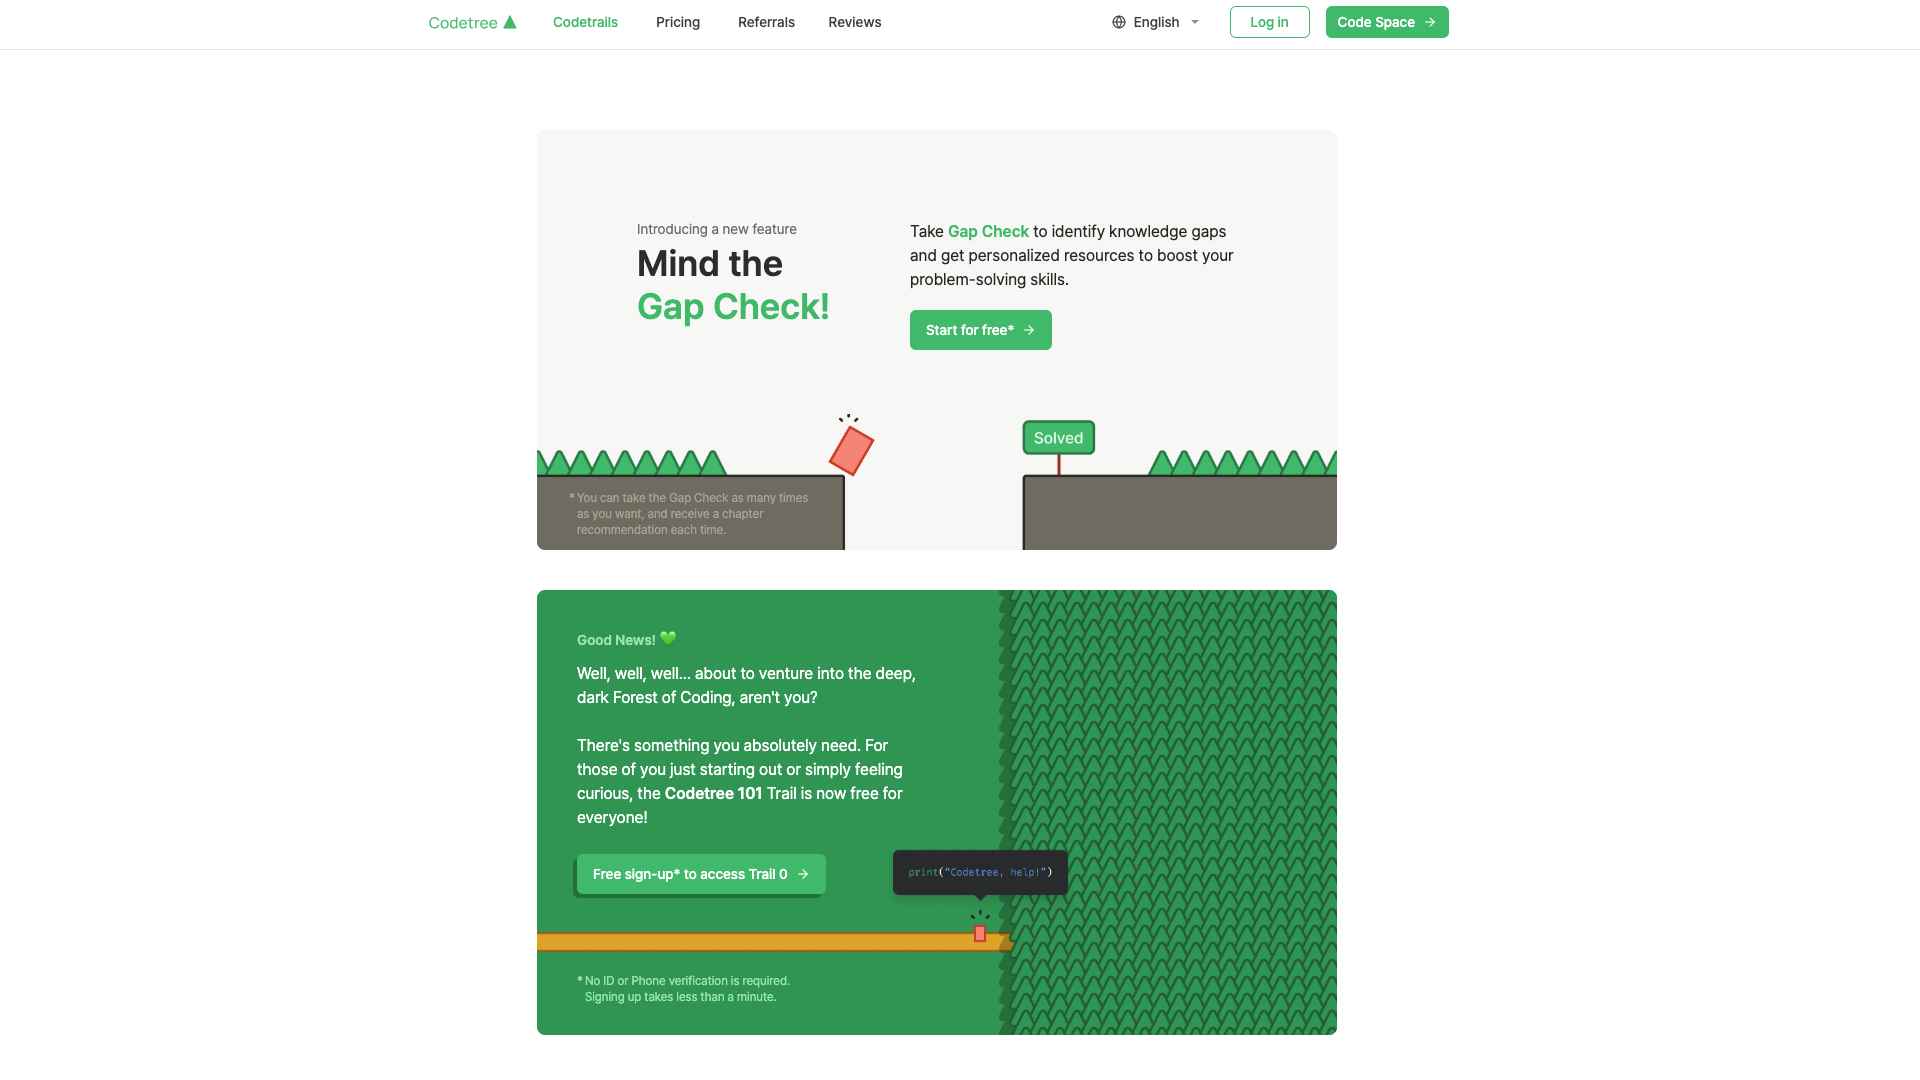 Codetree
Codetrails
Pricing
Referrals
Reviews
English
Log in
Code Space
Introducing a new feature
Mind the
Gap Check!
Take Gap Check to identify knowledge gaps
and get personalized resources to boost your
problem-solving skills.
Start for free*
Solved
* You can take the Gap Check as many times
as you want, and receive a chapter
recommendation each time.
Good News! 💚
Well, well, well... about to venture into the deep,
dark Forest of Coding, aren't you?
There's something you absolutely need. For
those of you just starting out or simply feeling
curious, the Codetree 101 Trail is now free for
everyone!
Free sign-up* to access Trail 0
print("Codetree, help!")
* No ID or Phone verification is required.
Signing up takes less than a minute.